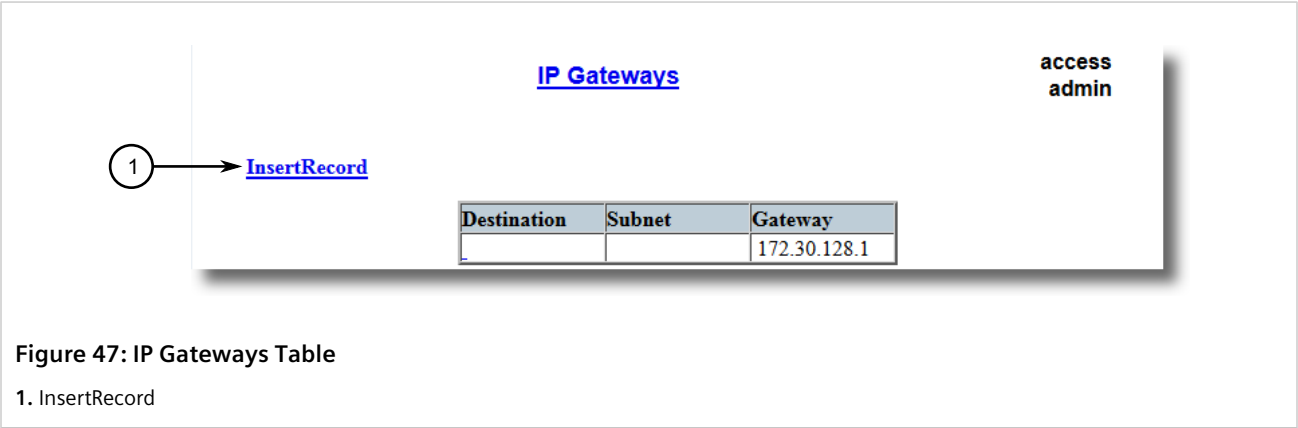 IP Gateways
access
admin
1
InsertRecord
Destination Subnet Gateway
172.30.128.1
Figure 47: IP Gateways Table
1. InsertRecord